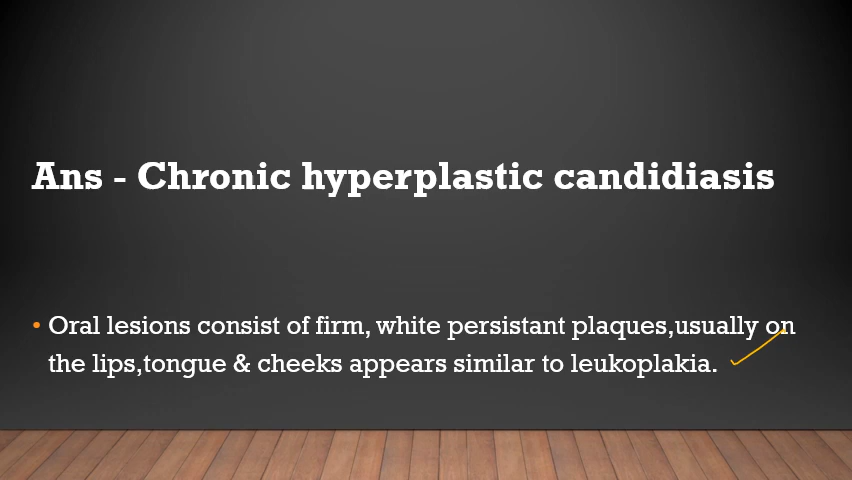 Ans - Chronic hyperplastic candidiasis
• Oral lesions consist of firm, white persistant plaques,usually on
the lips,tongue & cheeks appears similar to leukoplakia.